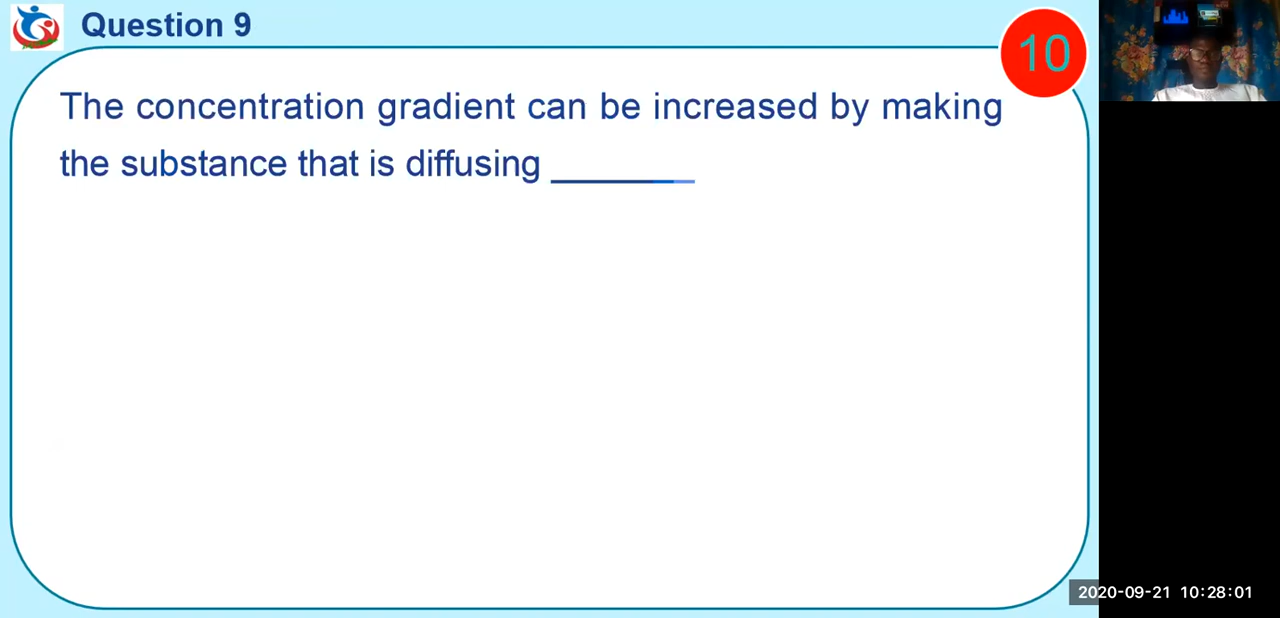 Question 9
10
The concentration gradient can be increased by making
the substance that is diffusing ________
2020-09-21 10:28:01